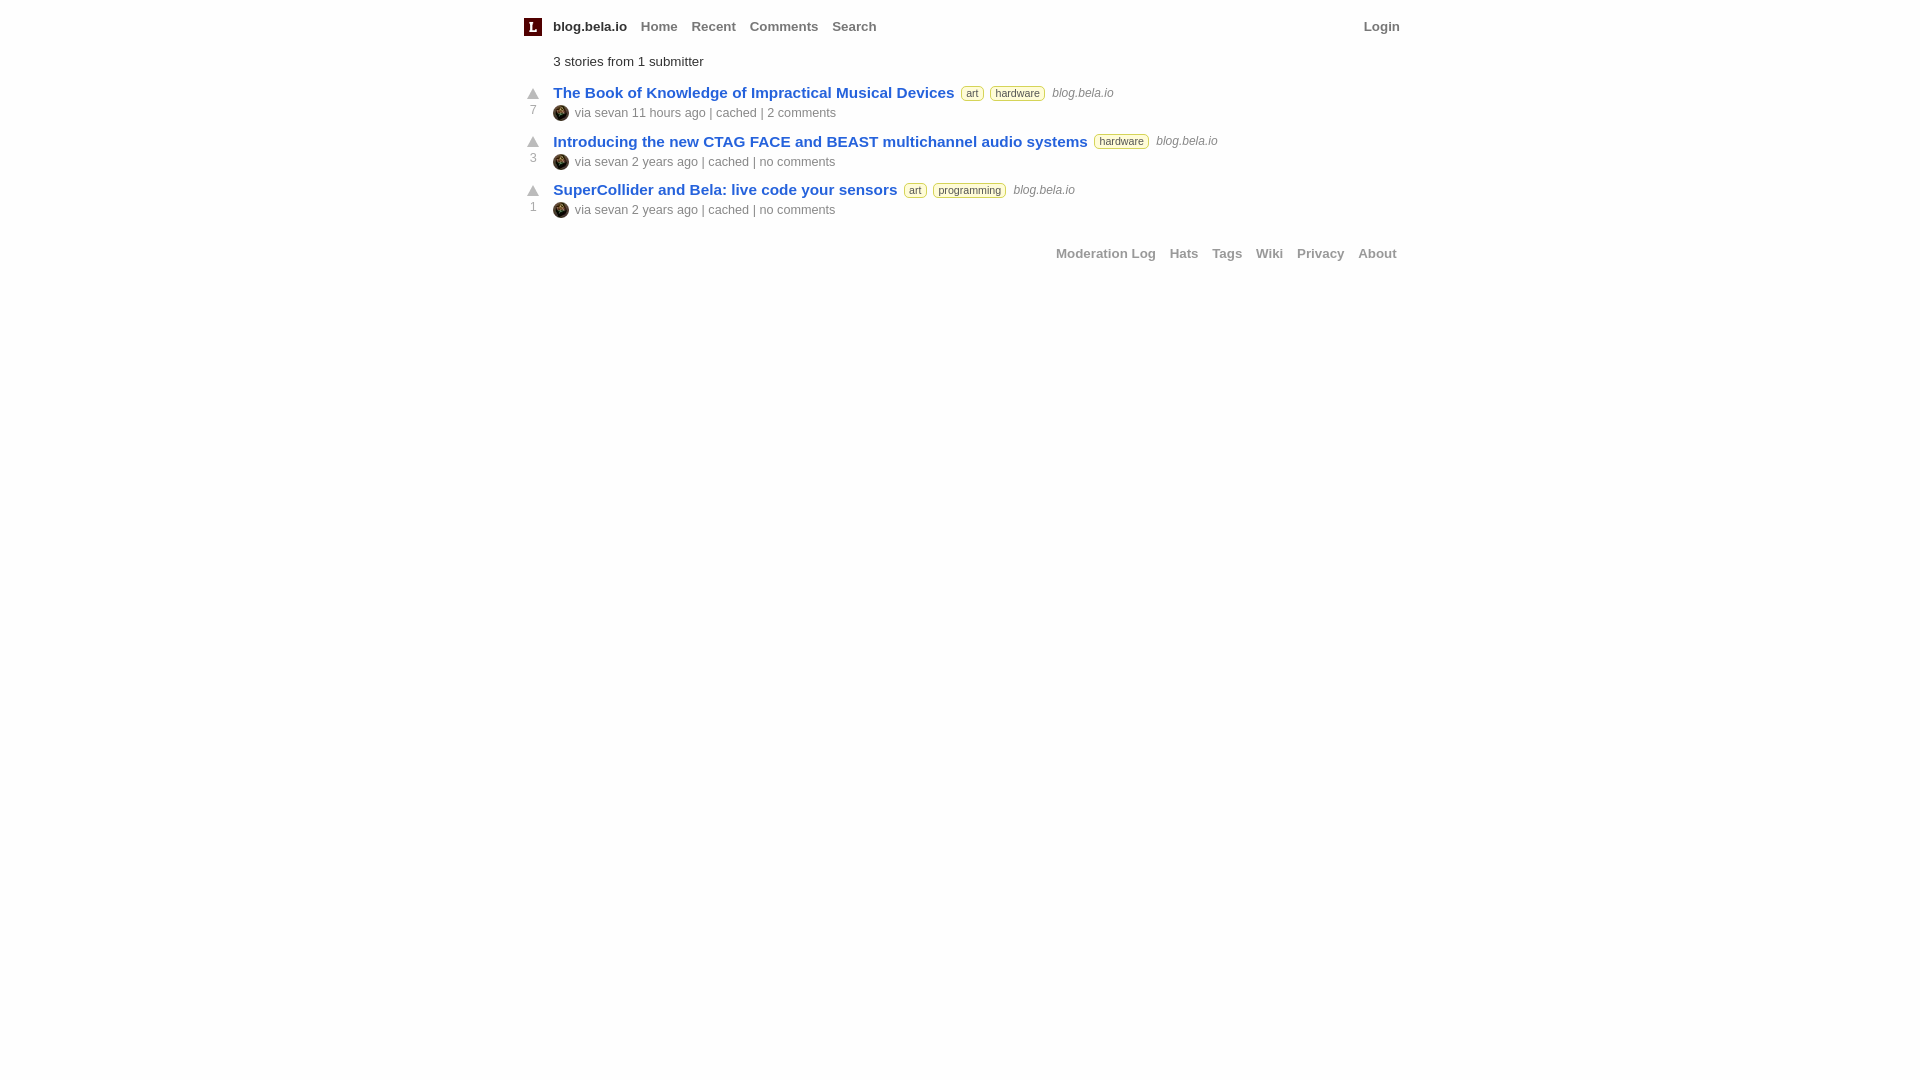 L blog.bela.io Home Recent Comments Search Login
3 stories from 1 submitter
The Book of Knowledge of Impractical Musical Devices art hardware blog.bela.io
7
via sevan 11 hours ago | cached | 2 comments
Introducing the new CTAG FACE and BEAST multichannel audio systems hardware blog.bela.io
3
via sevan 2 years ago | cached | no comments
SuperCollider and Bela: live code your sensors art programming blog.bela.io
1
via sevan 2 years ago | cached | no comments
Moderation Log Hats Tags Wiki Privacy About